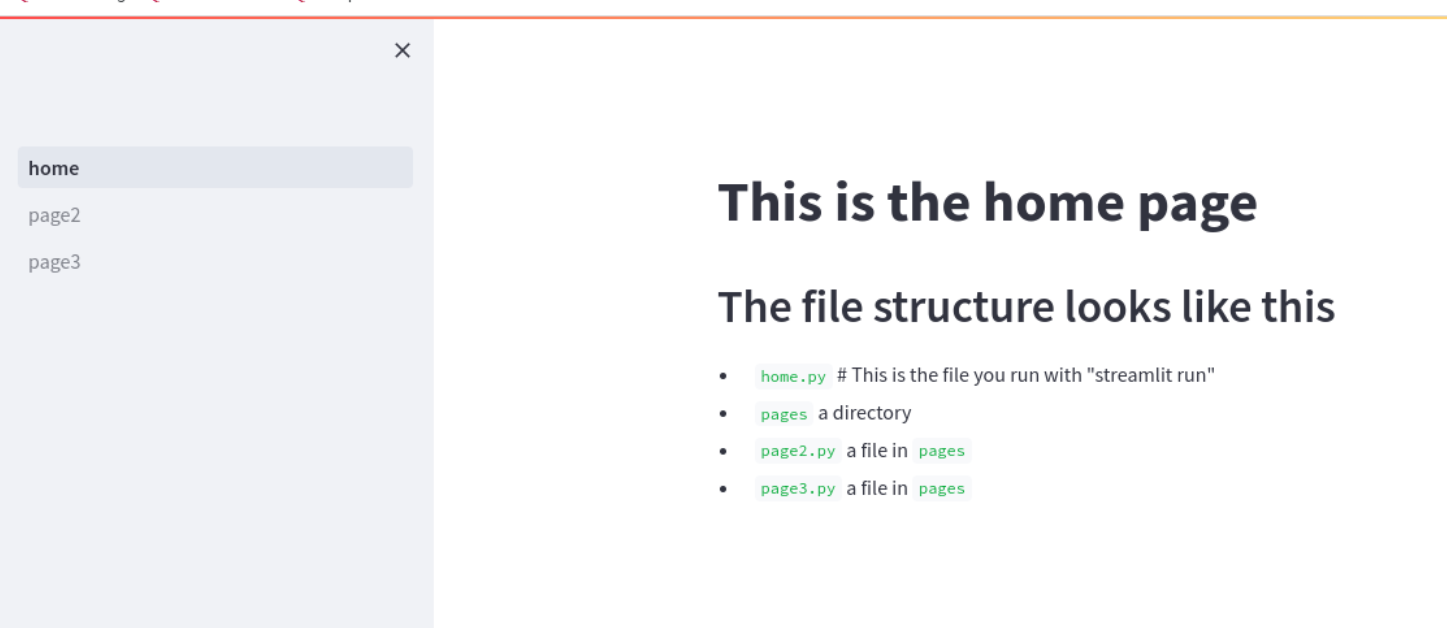 home
page2
page3
This is the home page
The file structure looks like this
home.py # This is the file you run with "streamlit run"
pages a directory
page2.py a file in pages
page3.py a file in pages